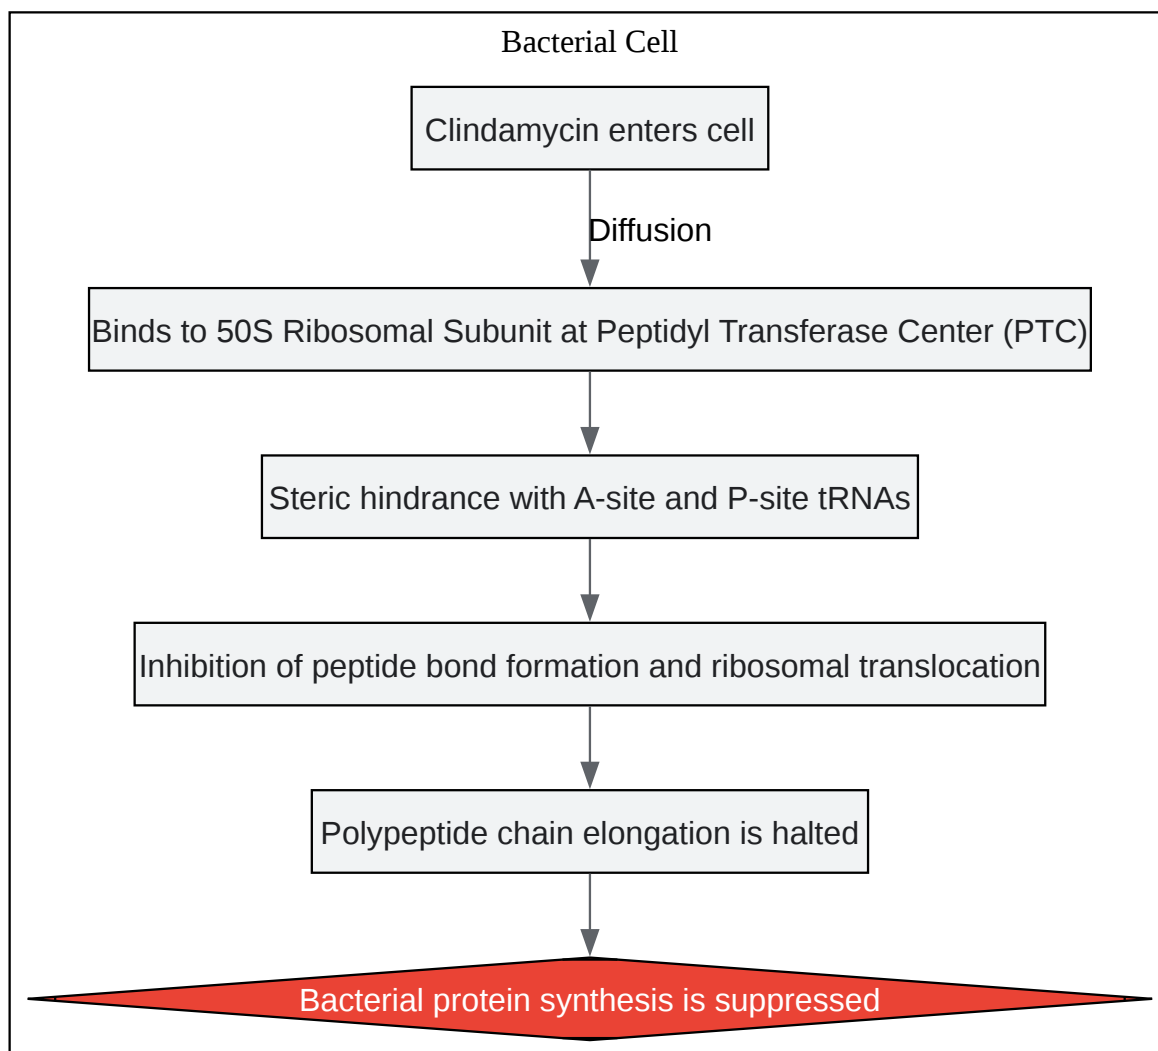 Bacterial Cell
Clindamycin enters cell
Diffusion
Binds to 50S Ribosomal Subunit at Peptidyl Transferase Center (PTC)
Steric hindrance with A-site and P-site tRNAs
Inhibition of peptide bond formation and ribosomal translocation
Polypeptide chain elongation is halted
Bacterial protein synthesis is suppressed